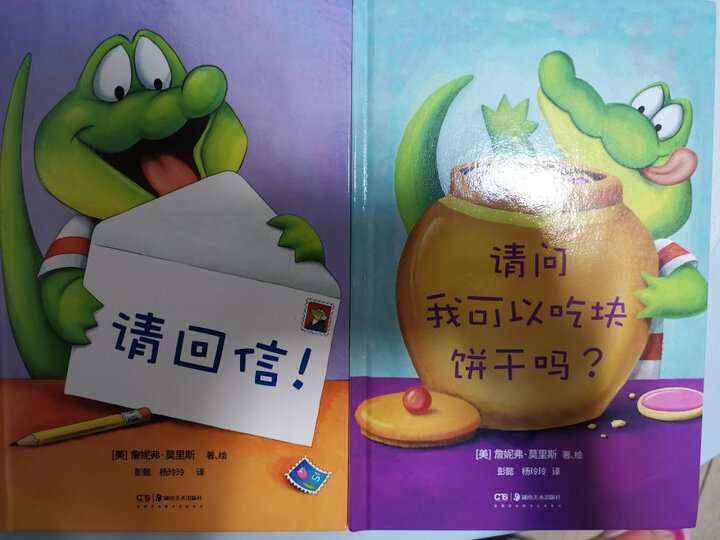 请回信!
[美] 詹妮弗·莫里斯 著、绘
彭懿 杨玲玲 译
湖南美术出版社
请问
我可以吃块
饼干吗?
[美] 詹妮弗·莫里斯 著、绘
彭懿 杨玲玲 译
湖南美术出版社